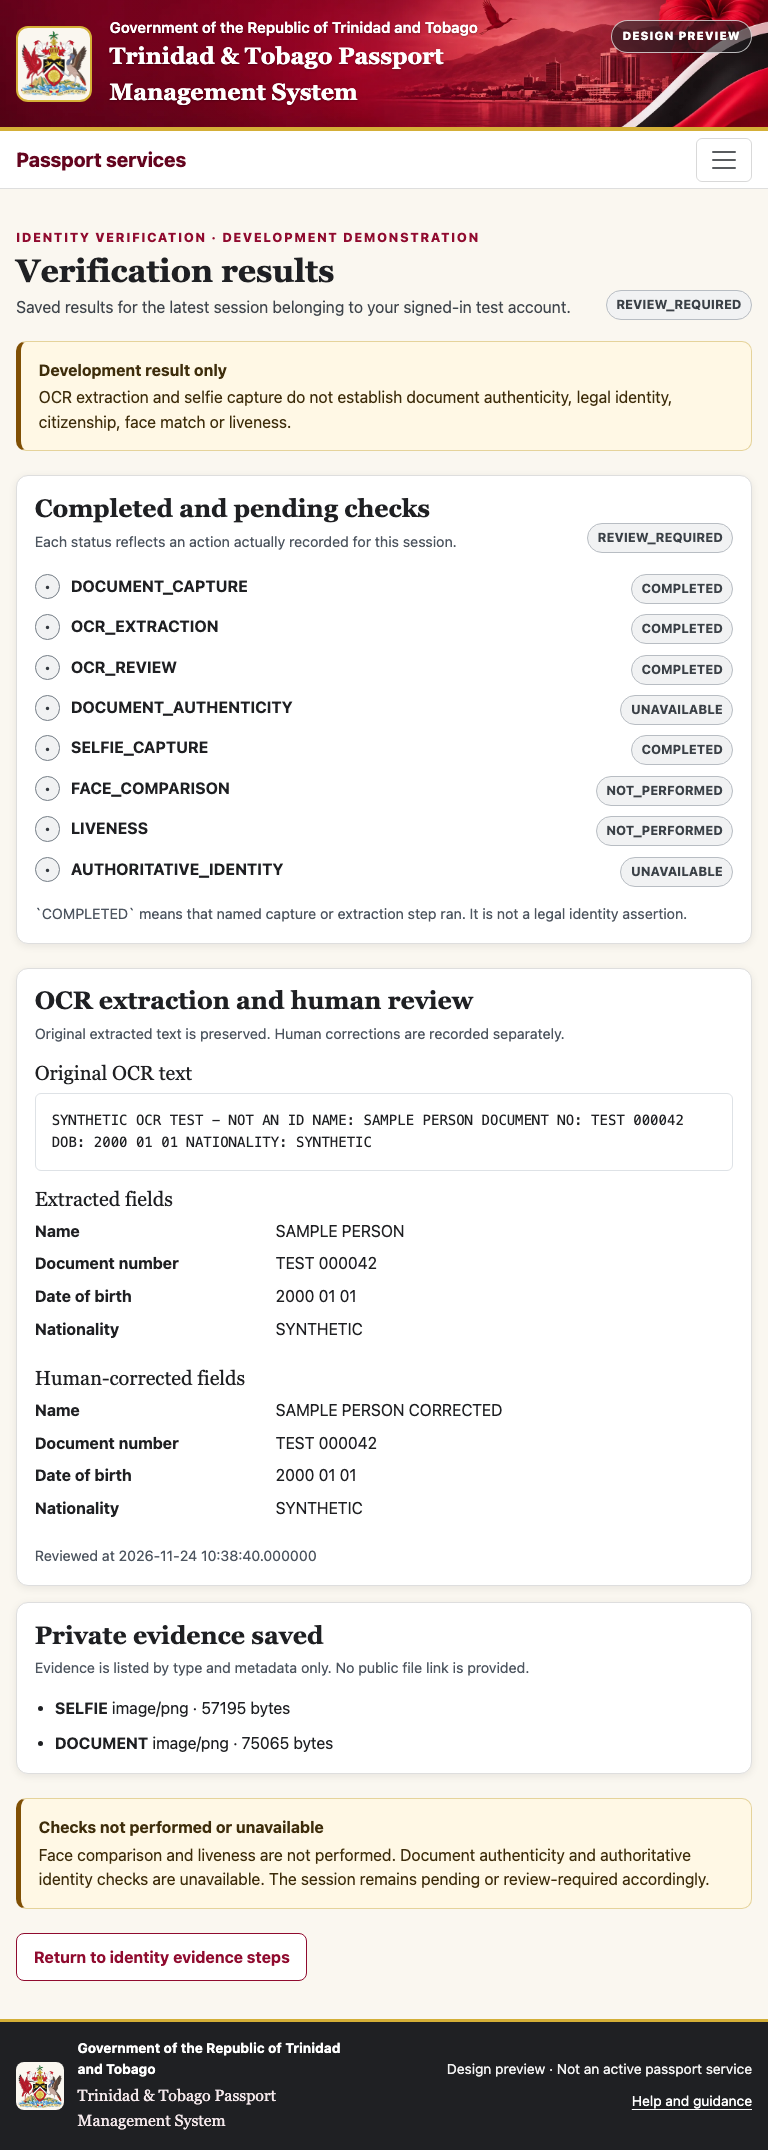 Government of the Republic of Trinidad and Tobago
Trinidad & Tobago Passport
Management System
DESIGN PREVIEW
Passport services
IDENTITY VERIFICATION · DEVELOPMENT DEMONSTRATION
Verification results
Saved results for the latest session belonging to your signed-in test account.
REVIEW_REQUIRED
Development result only
OCR extraction and selfie capture do not establish document authenticity, legal identity,
citizenship, face match or liveness.
Completed and pending checks
Each status reflects an action actually recorded for this session.
REVIEW_REQUIRED
DOCUMENT_CAPTURE COMPLETED
OCR_EXTRACTION COMPLETED
OCR_REVIEW COMPLETED
DOCUMENT_AUTHENTICITY UNAVAILABLE
SELFIE_CAPTURE COMPLETED
FACE_COMPARISON NOT_PERFORMED
LIVENESS NOT_PERFORMED
AUTHORITATIVE_IDENTITY UNAVAILABLE
`COMPLETED` means that named capture or extraction step ran. It is not a legal identity assertion.
OCR extraction and human review
Original extracted text is preserved. Human corrections are recorded separately.
Original OCR text
SYNTHETIC OCR TEST — NOT AN ID NAME: SAMPLE PERSON DOCUMENT NO: TEST 000042
DOB: 2000 01 01 NATIONALITY: SYNTHETIC
Extracted fields
Name SAMPLE PERSON
Document number TEST 000042
Date of birth 2000 01 01
Nationality SYNTHETIC
Human-corrected fields
Name SAMPLE PERSON CORRECTED
Document number TEST 000042
Date of birth 2000 01 01
Nationality SYNTHETIC
Reviewed at 2026-11-24 10:38:40.000000
Private evidence saved
Evidence is listed by type and metadata only. No public file link is provided.
• SELFIE image/png · 57195 bytes
• DOCUMENT image/png · 75065 bytes
Checks not performed or unavailable
Face comparison and liveness are not performed. Document authenticity and authoritative
identity checks are unavailable. The session remains pending or review-required accordingly.
Return to identity evidence steps
Government of the Republic of Trinidad
and Tobago
Trinidad & Tobago Passport
Management System
Design preview · Not an active passport service
Help and guidance